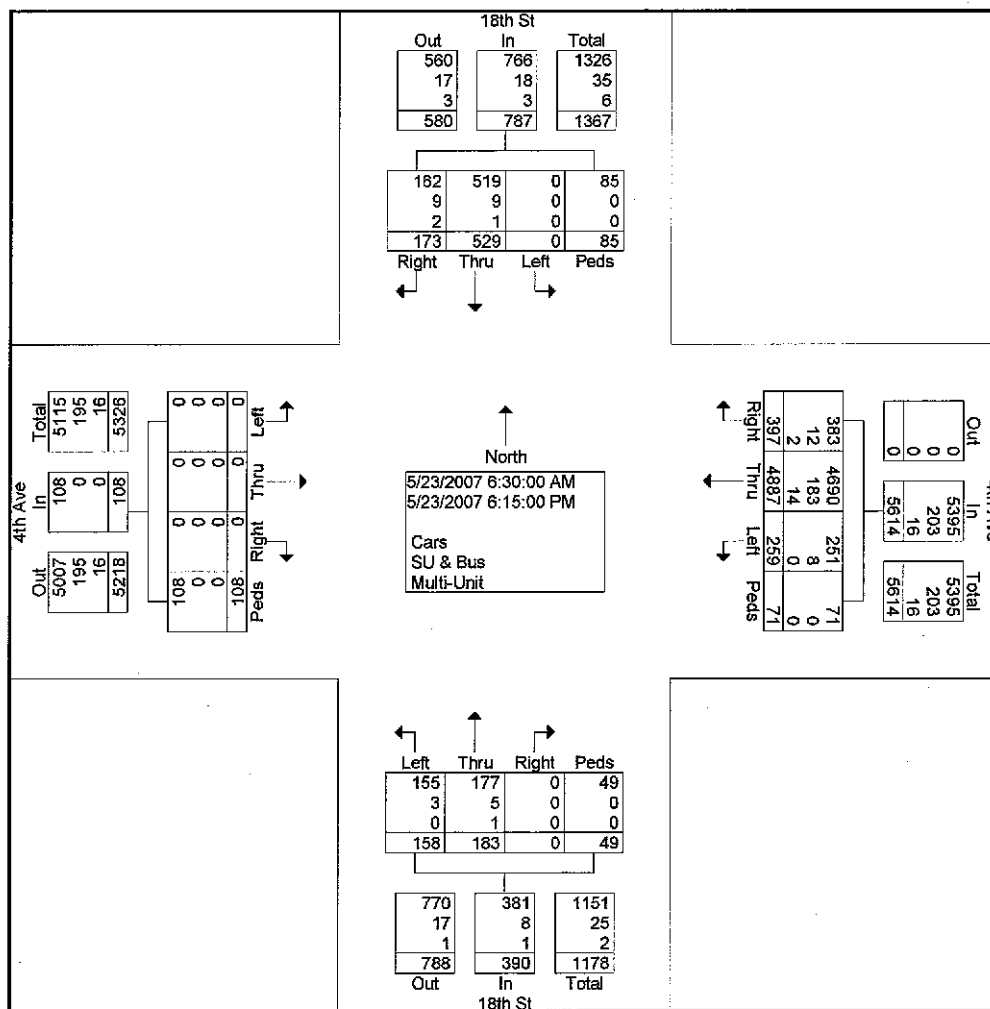 18th St
Out In Total
560 766 1326
17 18 35
3 3 6
580 787 1367
162 519 0 85
9 9 0 0
2 1 0 0
173 529 0 85
Right Thru Left Peds
4th Ave
Total In Out
5115 108 5007
195 0 195
16 0 16
5326 108 5218
0 0 0 108
0 0 0 0
0 0 0 0
0 0 0 108
Left Thru Right Peds
North
5/23/2007 6:30:00 AM
5/23/2007 6:15:00 PM
Cars
SU & Bus
Multi-Unit
Right Thru Left Peds
397 4887 259 71
2 14 0 0
12 183 8 0
383 4690 251 71
Out In Total
0 5395 5395
0 203 203
0 16 16
0 5614 5614
Left Thru Right Peds
155 177 0 49
3 5 0 0
0 1 0 0
158 183 0 49
770 381 1151
17 8 25
1 1 2
788 390 1178
Out In Total
18th St